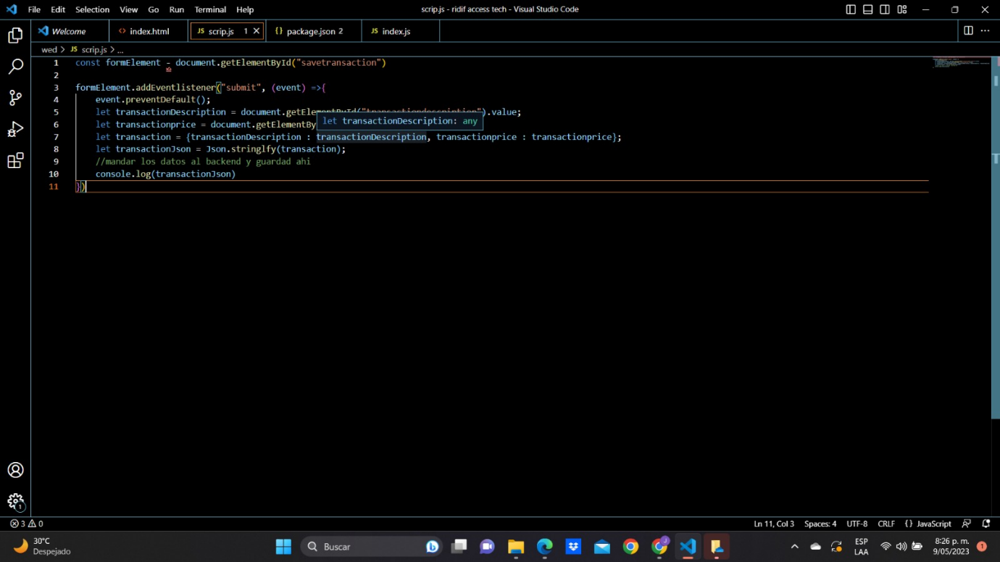 File Edit Selection View Go Run Terminal Help
scrip.js - ridif access tech - Visual Studio Code
Welcome
index.html
JS scrip.js 1
{} package.json 2
JS index.js
wed > JS scrip.js > ...
1 const formElement - document.getElementById("savetransaction")
2
3 formElement.addEventlistener("submit", (event) =>{
4 event.preventDefault();
5 let transactionDescription = document.getElementById("transactiondescription").value;
let transactionDescription: any
6 let transactionprice = document.getElementBy
7 let transaction = {transactionDescription : transactionDescription, transactionprice : transactionprice};
8 let transactionJson = Json.stringlfy(transaction);
9 //mandar los datos al backend y guardad ahi
10 console.log(transactionJson)
11 })
1
3 0
Ln 11, Col 3 Spaces: 4 UTF-8 CRLF {} JavaScript
30°C
Despejado
Buscar
ESP
LAA
8:26 p. m.
9/05/2023
1